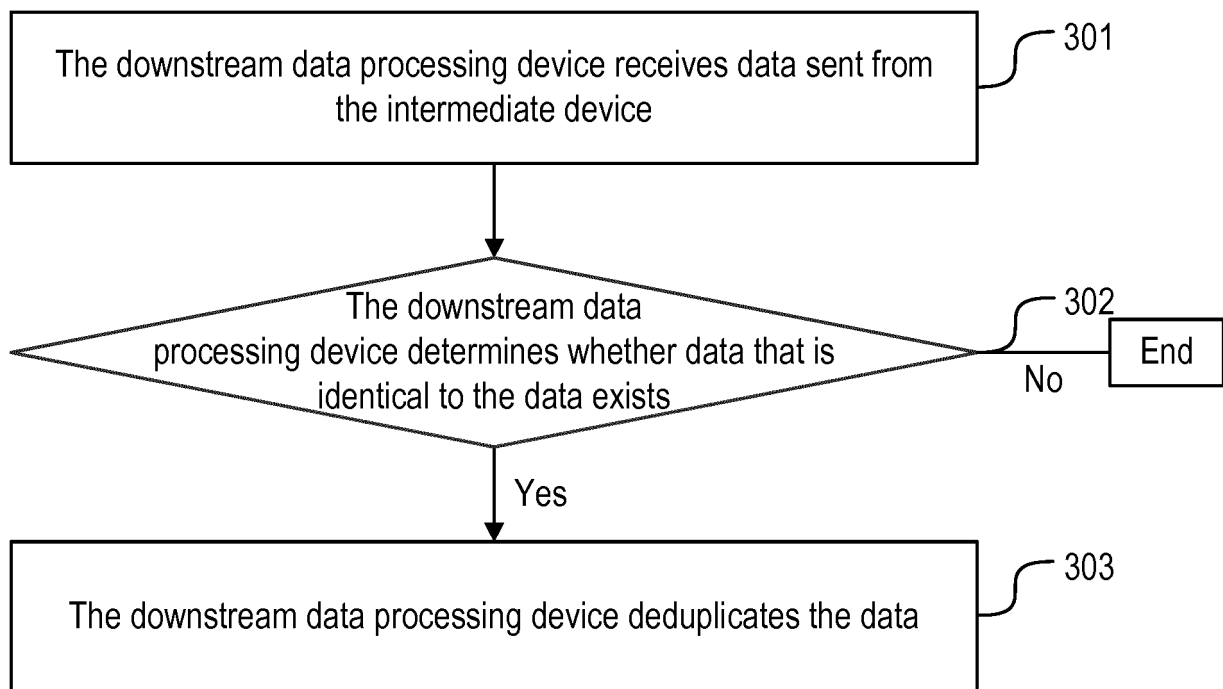 The downstream data processing device receives data sent from
the intermediate device
301
The downstream data
processing device determines whether data that is
identical to the data exists
302
End
No
Yes
The downstream data processing device deduplicates the data
303